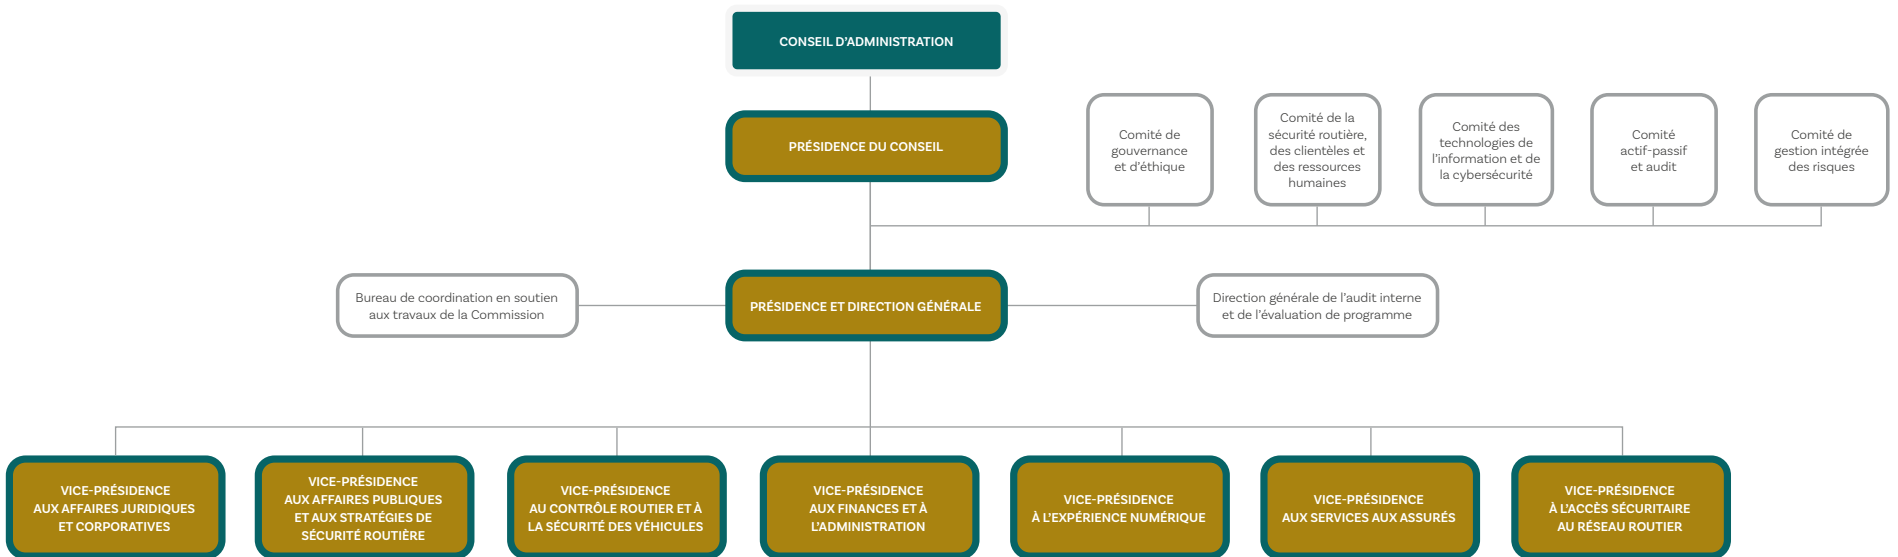 CONSEIL D'ADMINISTRATION
PRÉSIDENCE DU CONSEIL
Comité de
gouvernance
et d'éthique
Comité de la
sécurité routière,
des clientèles et
des ressources
humaines
Comité des
technologies de
l'information et de
la cybersécurité
Comité
actif-passif
et audit
Comité de
gestion intégrée
des risques
Bureau de coordination en soutien
aux travaux de la Commission
PRÉSIDENCE ET DIRECTION GÉNÉRALE
Direction générale de l'audit interne
et de l'évaluation de programme
VICE-PRÉSIDENCE
AUX AFFAIRES JURIDIQUES
ET CORPORATIVES
VICE-PRÉSIDENCE
AUX AFFAIRES PUBLIQUES
ET AUX STRATÉGIES DE
SÉCURITÉ ROUTIÈRE
VICE-PRÉSIDENCE
AU CONTRÔLE ROUTIER ET À
LA SÉCURITÉ DES VÉHICULES
VICE-PRÉSIDENCE
AUX FINANCES ET À
L'ADMINISTRATION
VICE-PRÉSIDENCE
À L'EXPÉRIENCE NUMÉRIQUE
VICE-PRÉSIDENCE
AUX SERVICES AUX ASSURÉS
VICE-PRÉSIDENCE
À L'ACCÈS SÉCURITAIRE
AU RÉSEAU ROUTIER